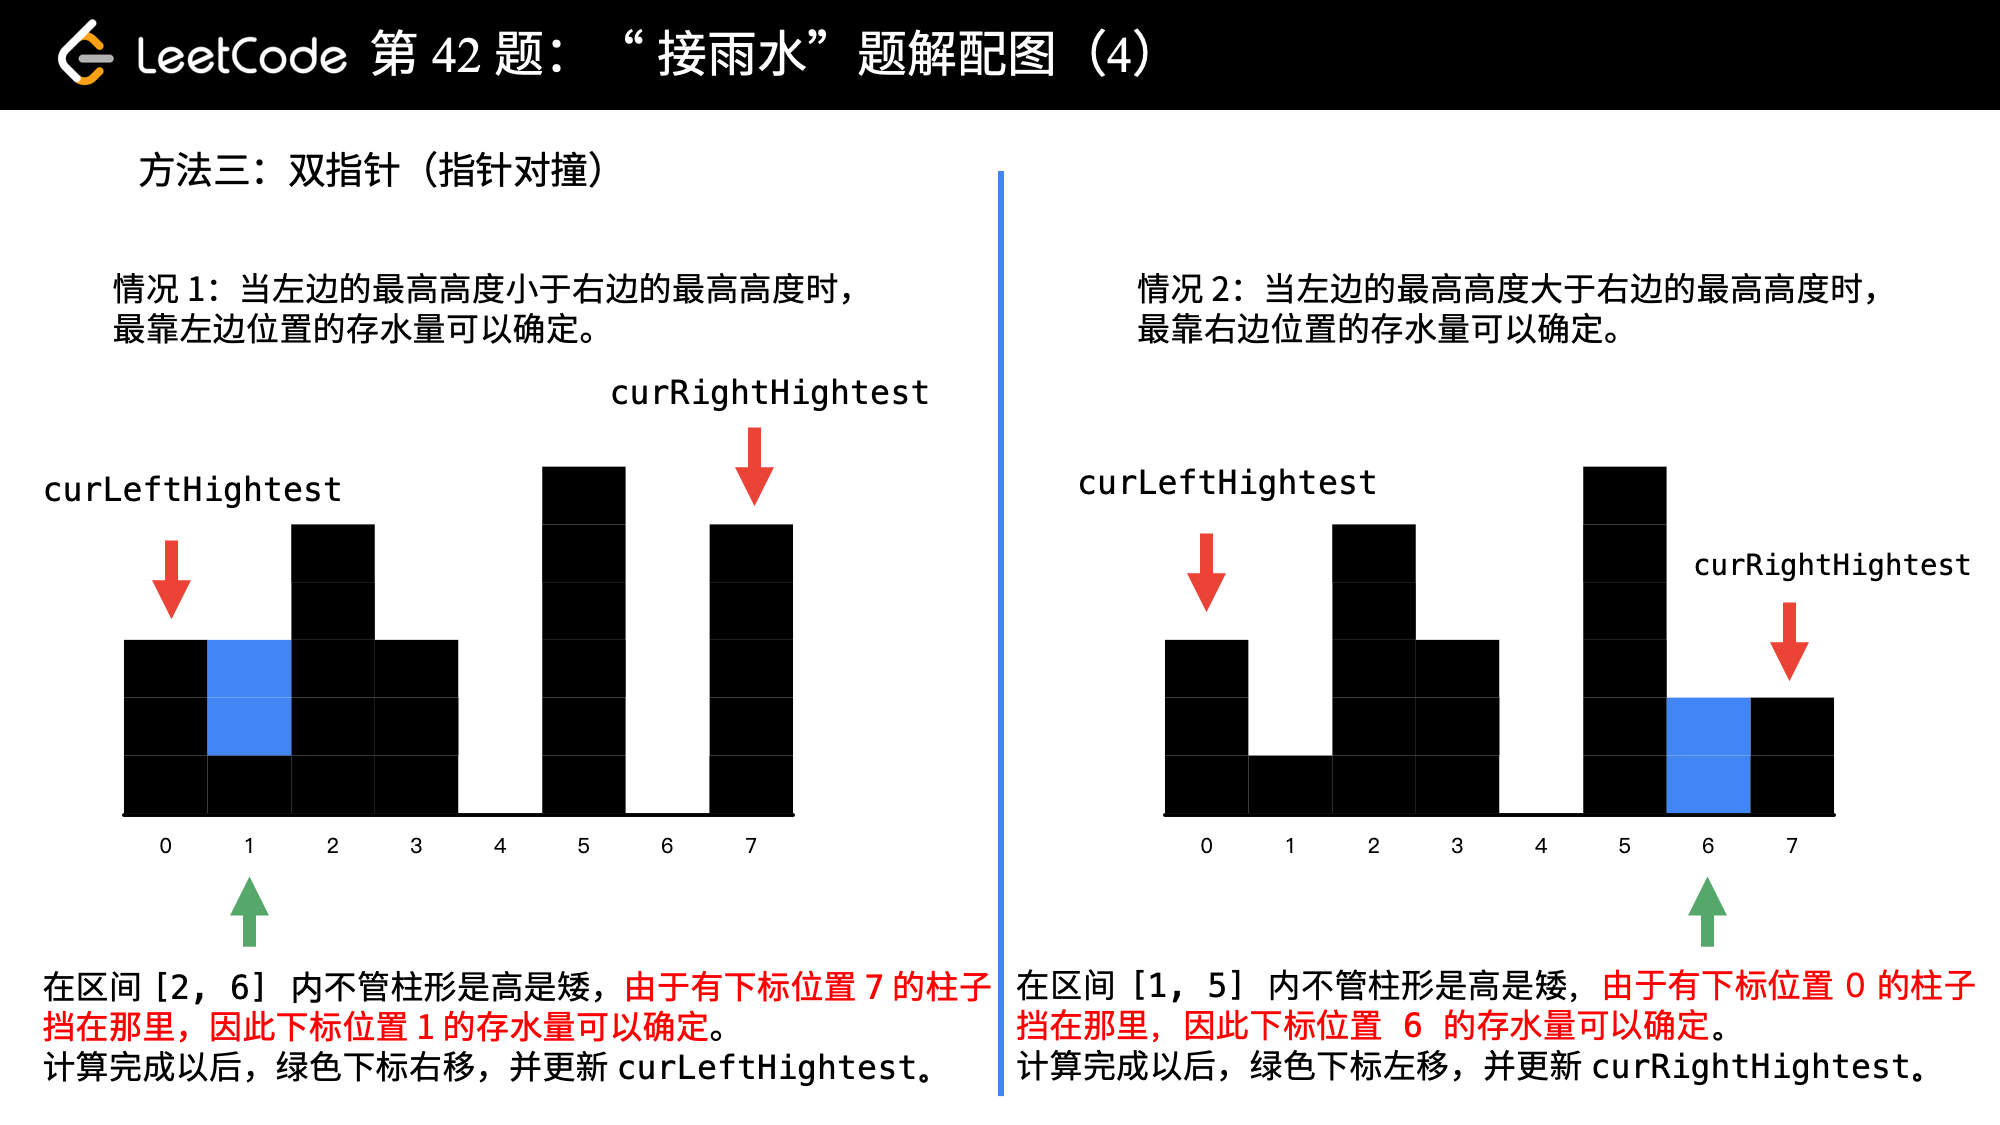 LeetCode 第 42 题：“接雨水”题解配图（4）
方法三：双指针（指针对撞）
情况 1：当左边的最高高度小于右边的最高高度时，
最靠左边位置的存水量可以确定。
curRightHightest
curLeftHightest
0 1 2 3 4 5 6 7
在区间 [2, 6] 内不管柱形是高是矮，由于有下标位置 7 的柱子
挡在那里，因此下标位置 1 的存水量可以确定。
计算完成以后，绿色下标右移，并更新 curLeftHightest。
情况 2：当左边的最高高度大于右边的最高高度时，
最靠右边位置的存水量可以确定。
curLeftHightest
curRightHightest
0 1 2 3 4 5 6 7
在区间 [1, 5] 内不管柱形是高是矮，由于有下标位置 0 的柱子
挡在那里，因此下标位置 6 的存水量可以确定。
计算完成以后，绿色下标左移，并更新 curRightHightest。